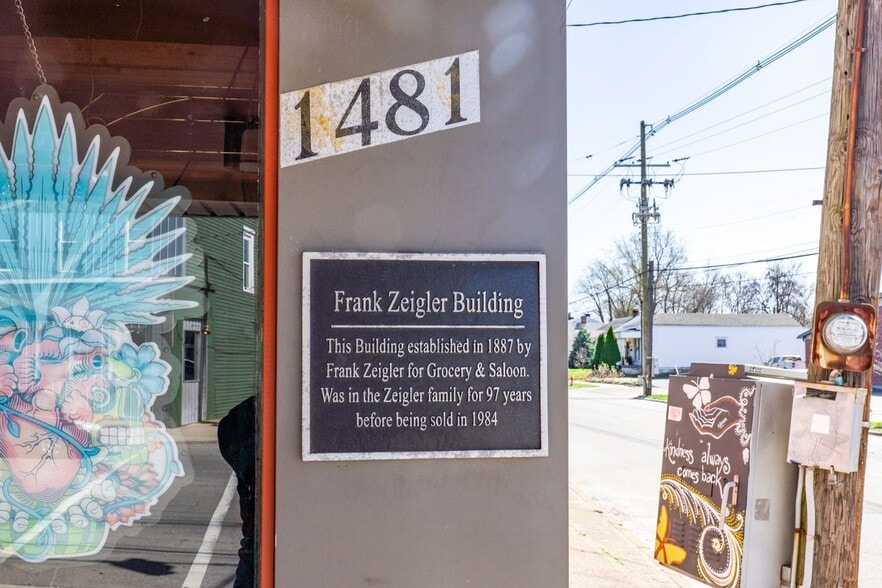 1481
Frank Zeigler Building
This Building established in 1887 by
Frank Zeigler for Grocery & Saloon.
Was in the Zeigler family for 97 years
before being sold in 1984
Kindness always
comes back